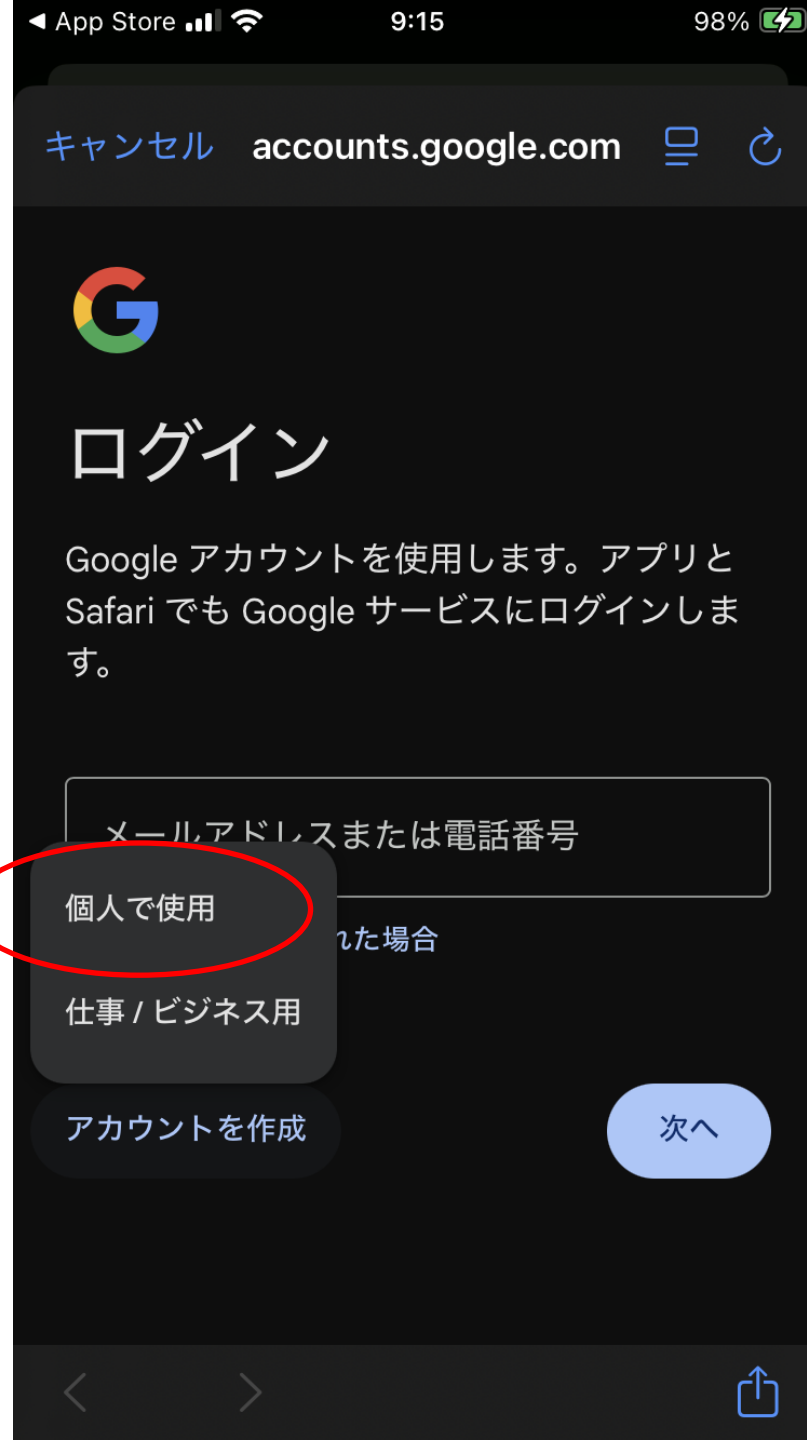 ◀ App Store 9:15 98%
キャンセル accounts.google.com
ログイン
Google アカウントを使用します。アプリと
Safari でも Google サービスにログインしま
す。
メールアドレスまたは電話番号
個人で使用
れた場合
仕事 / ビジネス用
アカウントを作成 次へ